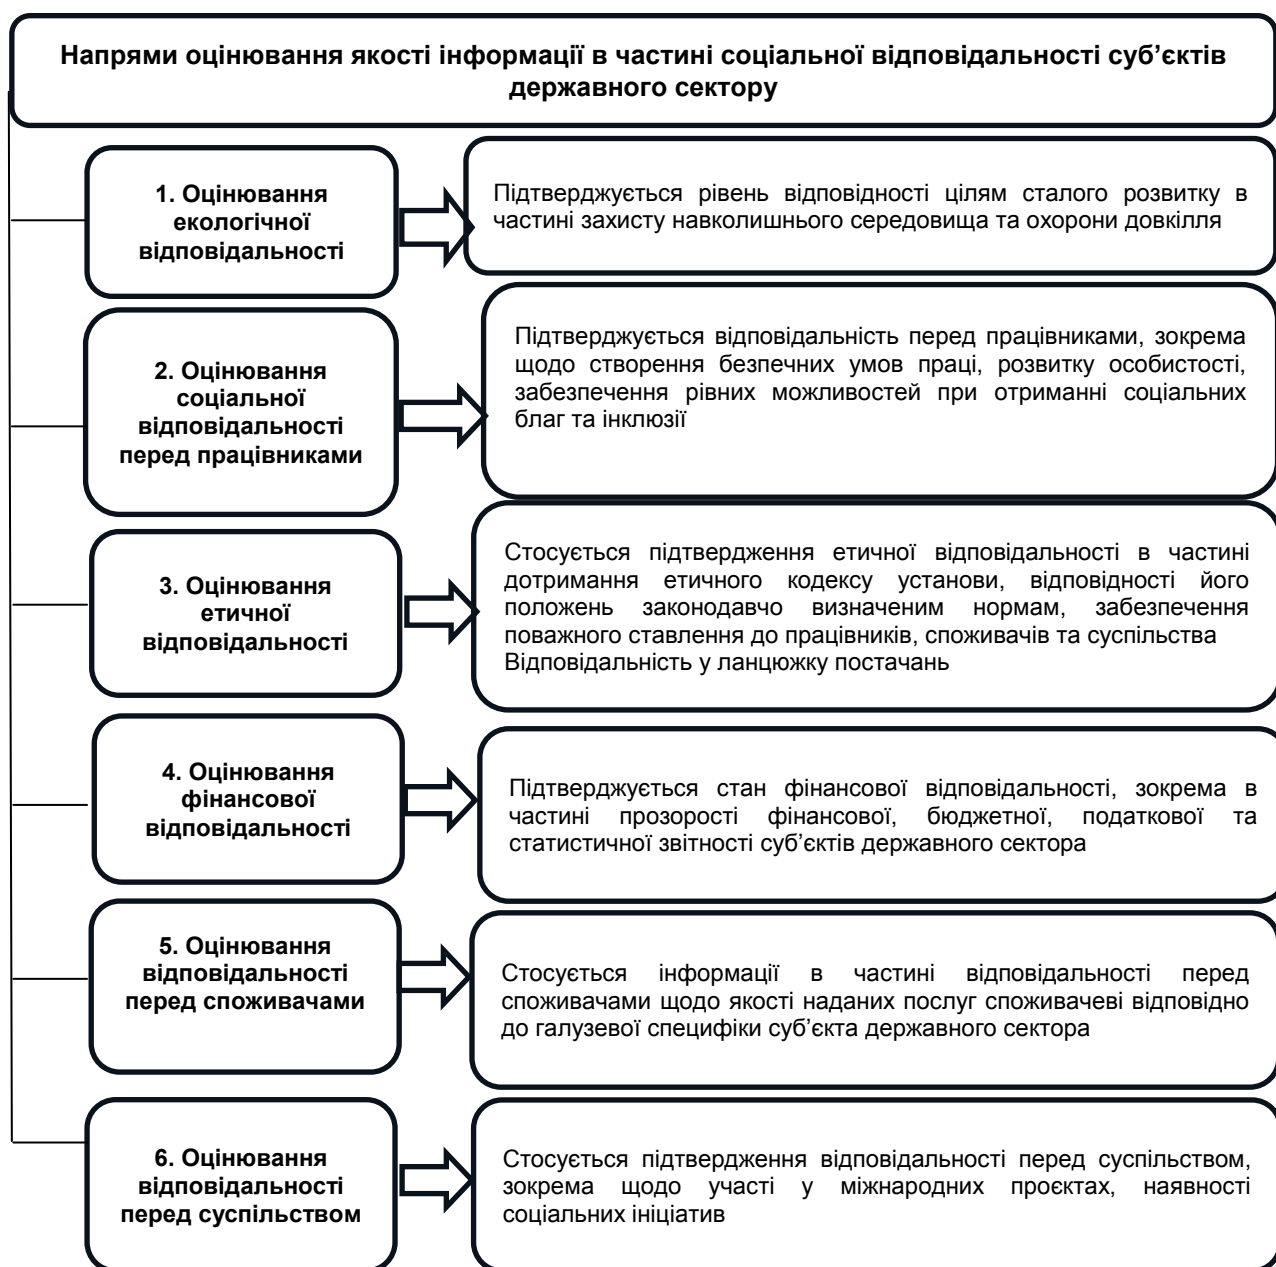 Напрями оцінювання якості інформації в частині соціальної відповідальності суб’єктів
державного сектору
1. Оцінювання
екологічної
відповідальності
Підтверджується рівень відповідності цілям сталого розвитку в
частині захисту навколишнього середовища та охорони довкілля
2. Оцінювання
соціальної
відповідальності
перед працівниками
Підтверджується відповідальність перед працівниками, зокрема
щодо створення безпечних умов праці, розвитку особистості,
забезпечення рівних можливостей при отриманні соціальних
благ та інклюзії
3. Оцінювання
етичної
відповідальності
Стосується підтвердження етичної відповідальності в частині
дотримання етичного кодексу установи, відповідності його
положень законодавчо визначеним нормам, забезпечення
поважного ставлення до працівників, споживачів та суспільства
Відповідальність у ланцюжку постачань
4. Оцінювання
фінансової
відповідальності
Підтверджується стан фінансової відповідальності, зокрема в
частині прозорості фінансової, бюджетної, податкової та
статистичної звітності суб’єктів державного сектора
5. Оцінювання
відповідальності
перед споживачами
Стосується інформації в частині відповідальності перед
споживачами щодо якості наданих послуг споживачеві відповідно
до галузевої специфіки суб’єкта державного сектора
6. Оцінювання
відповідальності
перед суспільством
Стосується підтвердження відповідальності перед суспільством,
зокрема щодо участі у міжнародних проєктах, наявності
соціальних ініціатив